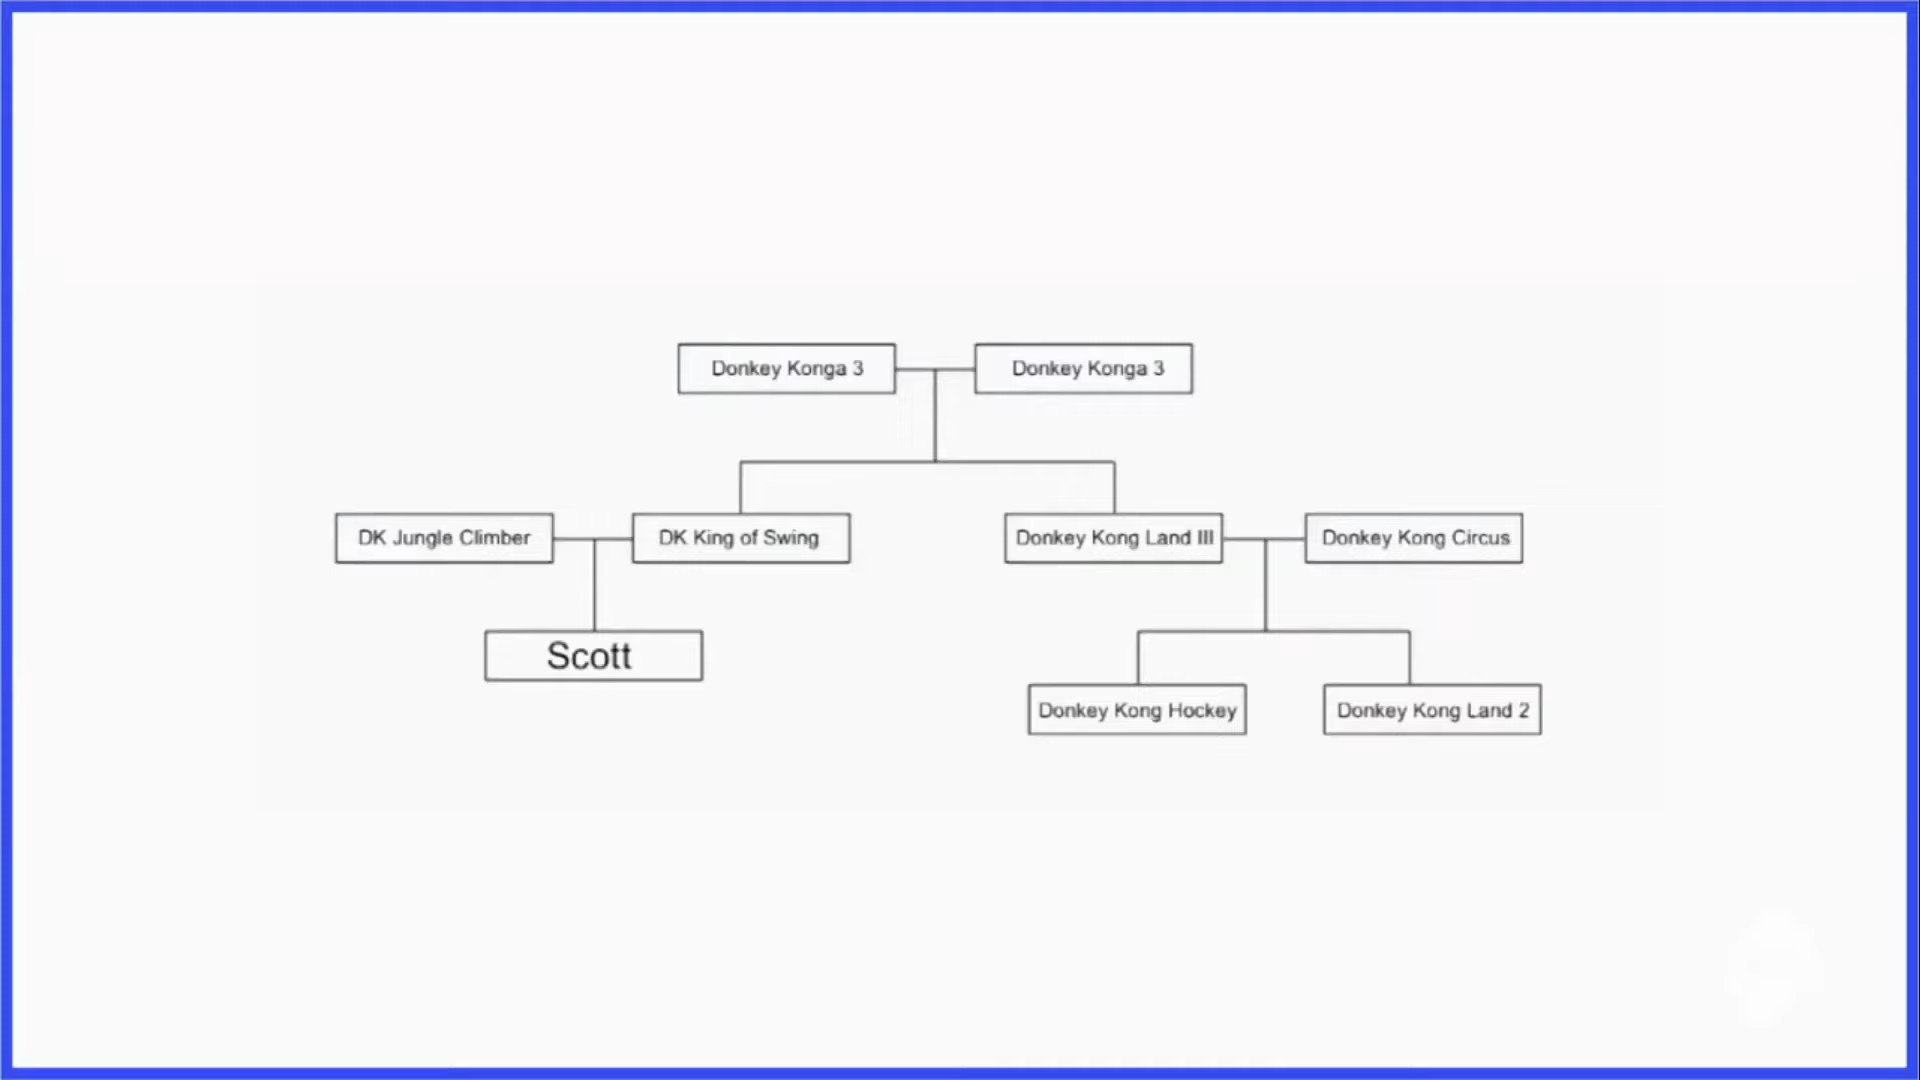 Donkey Konga 3
Donkey Konga 3
DK Jungle Climber
DK King of Swing
Donkey Kong Land III
Donkey Kong Circus
Scott
Donkey Kong Hockey
Donkey Kong Land 2